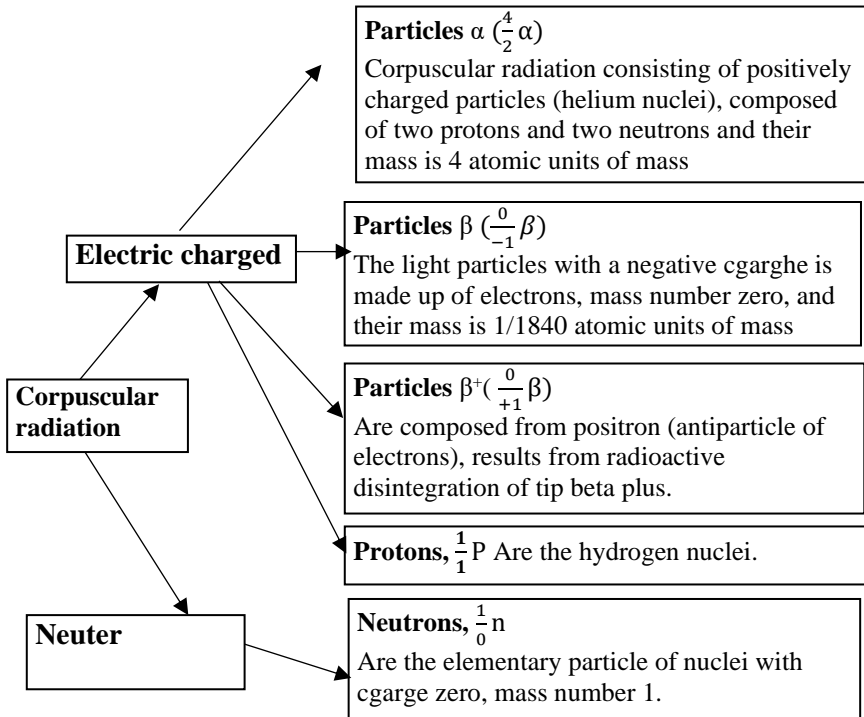 Particles α (4/2 α)
Corpuscular radiation consisting of positively
charged particles (helium nuclei), composed
of two protons and two neutrons and their
mass is 4 atomic units of mass
Electric charged
Particles β (0/-1 β)
The light particles with a negative cgarghe is
made up of electrons, mass number zero, and
their mass is 1/1840 atomic units of mass
Corpuscular
radiation
Particles β⁺( 0/+1 β)
Are composed from positron (antiparticle of
electrons), results from radioactive
disintegration of tip beta plus.
Protons, 1/1 P Are the hydrogen nuclei.
Neuter
Neutrons, 1/0 n
Are the elementary particle of nuclei with
cgarge zero, mass number 1.